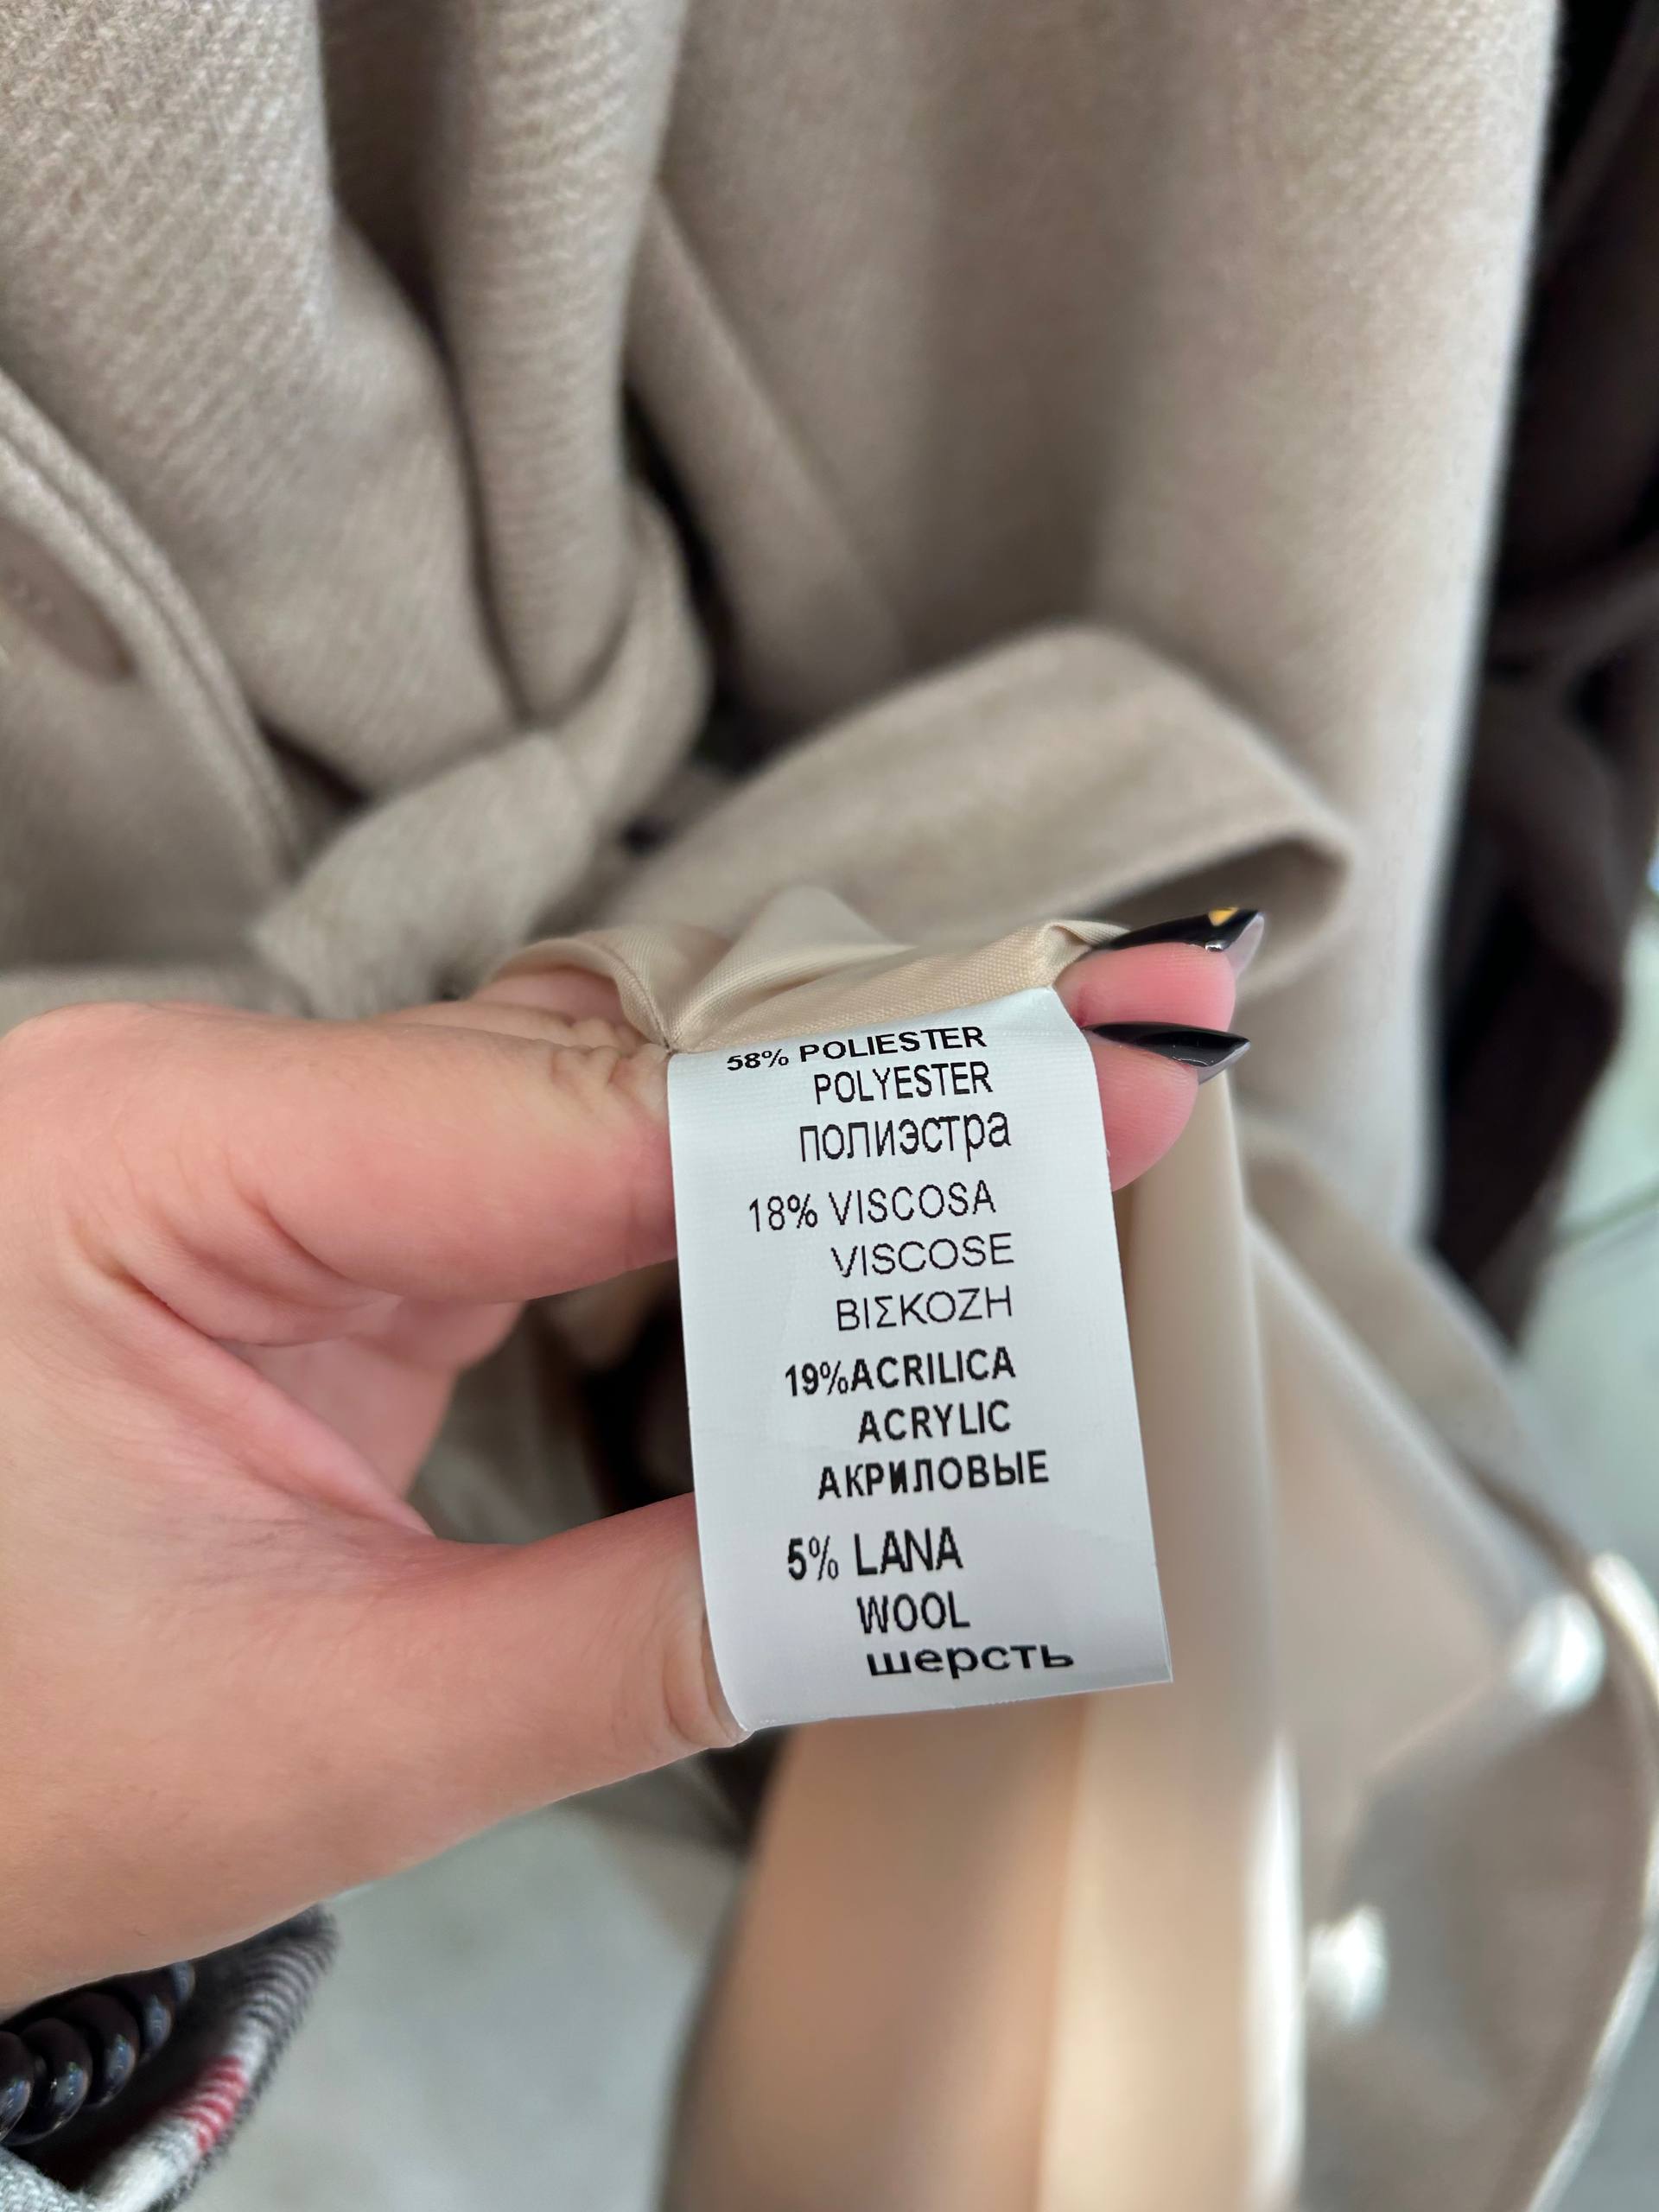 58% POLIESTER
POLYESTER
полиэстра
18% VISCOSA
VISCOSE
ΒΙΣΚΟΖΗ
19%ACRILICA
ACRYLIC
АКРИЛОВЫЕ
5% LANA
WOOL
шерсть